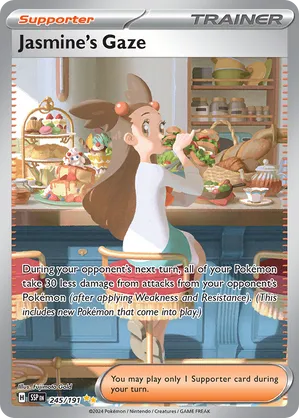 Supporter
TRAINER
Jasmine's Gaze
During your opponent's next turn, all of your Pokémon
take 30 less damage from attacks from your opponent's
Pokémon (after applying Weakness and Resistance). (This
includes new Pokémon that come into play.)
Illus. Fujimoto Gold
H SSP EN 245/191
You may play only 1 Supporter card during
your turn.
©2024 Pokémon / Nintendo / Creatures / GAME FREAK